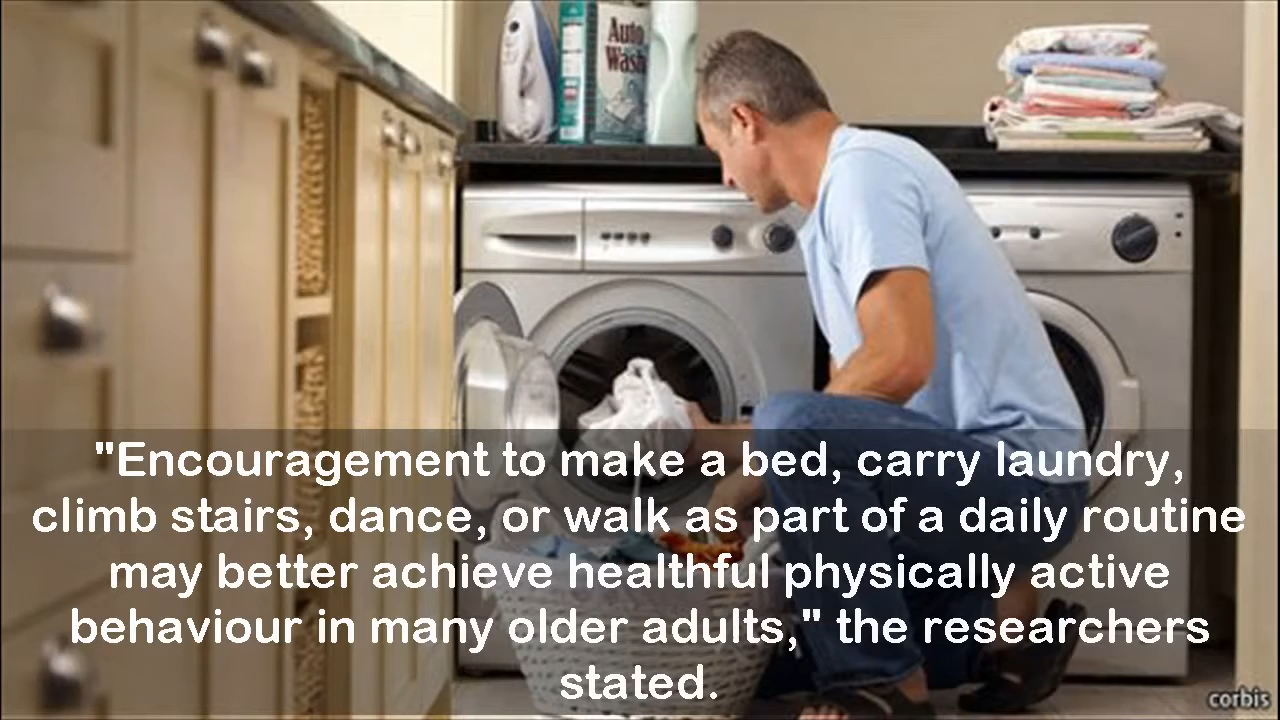 Auto
Wash
"Encouragement to make a bed, carry laundry,
climb stairs, dance, or walk as part of a daily routine
may better achieve healthful physically active
behaviour in many older adults," the researchers
stated.
corbis